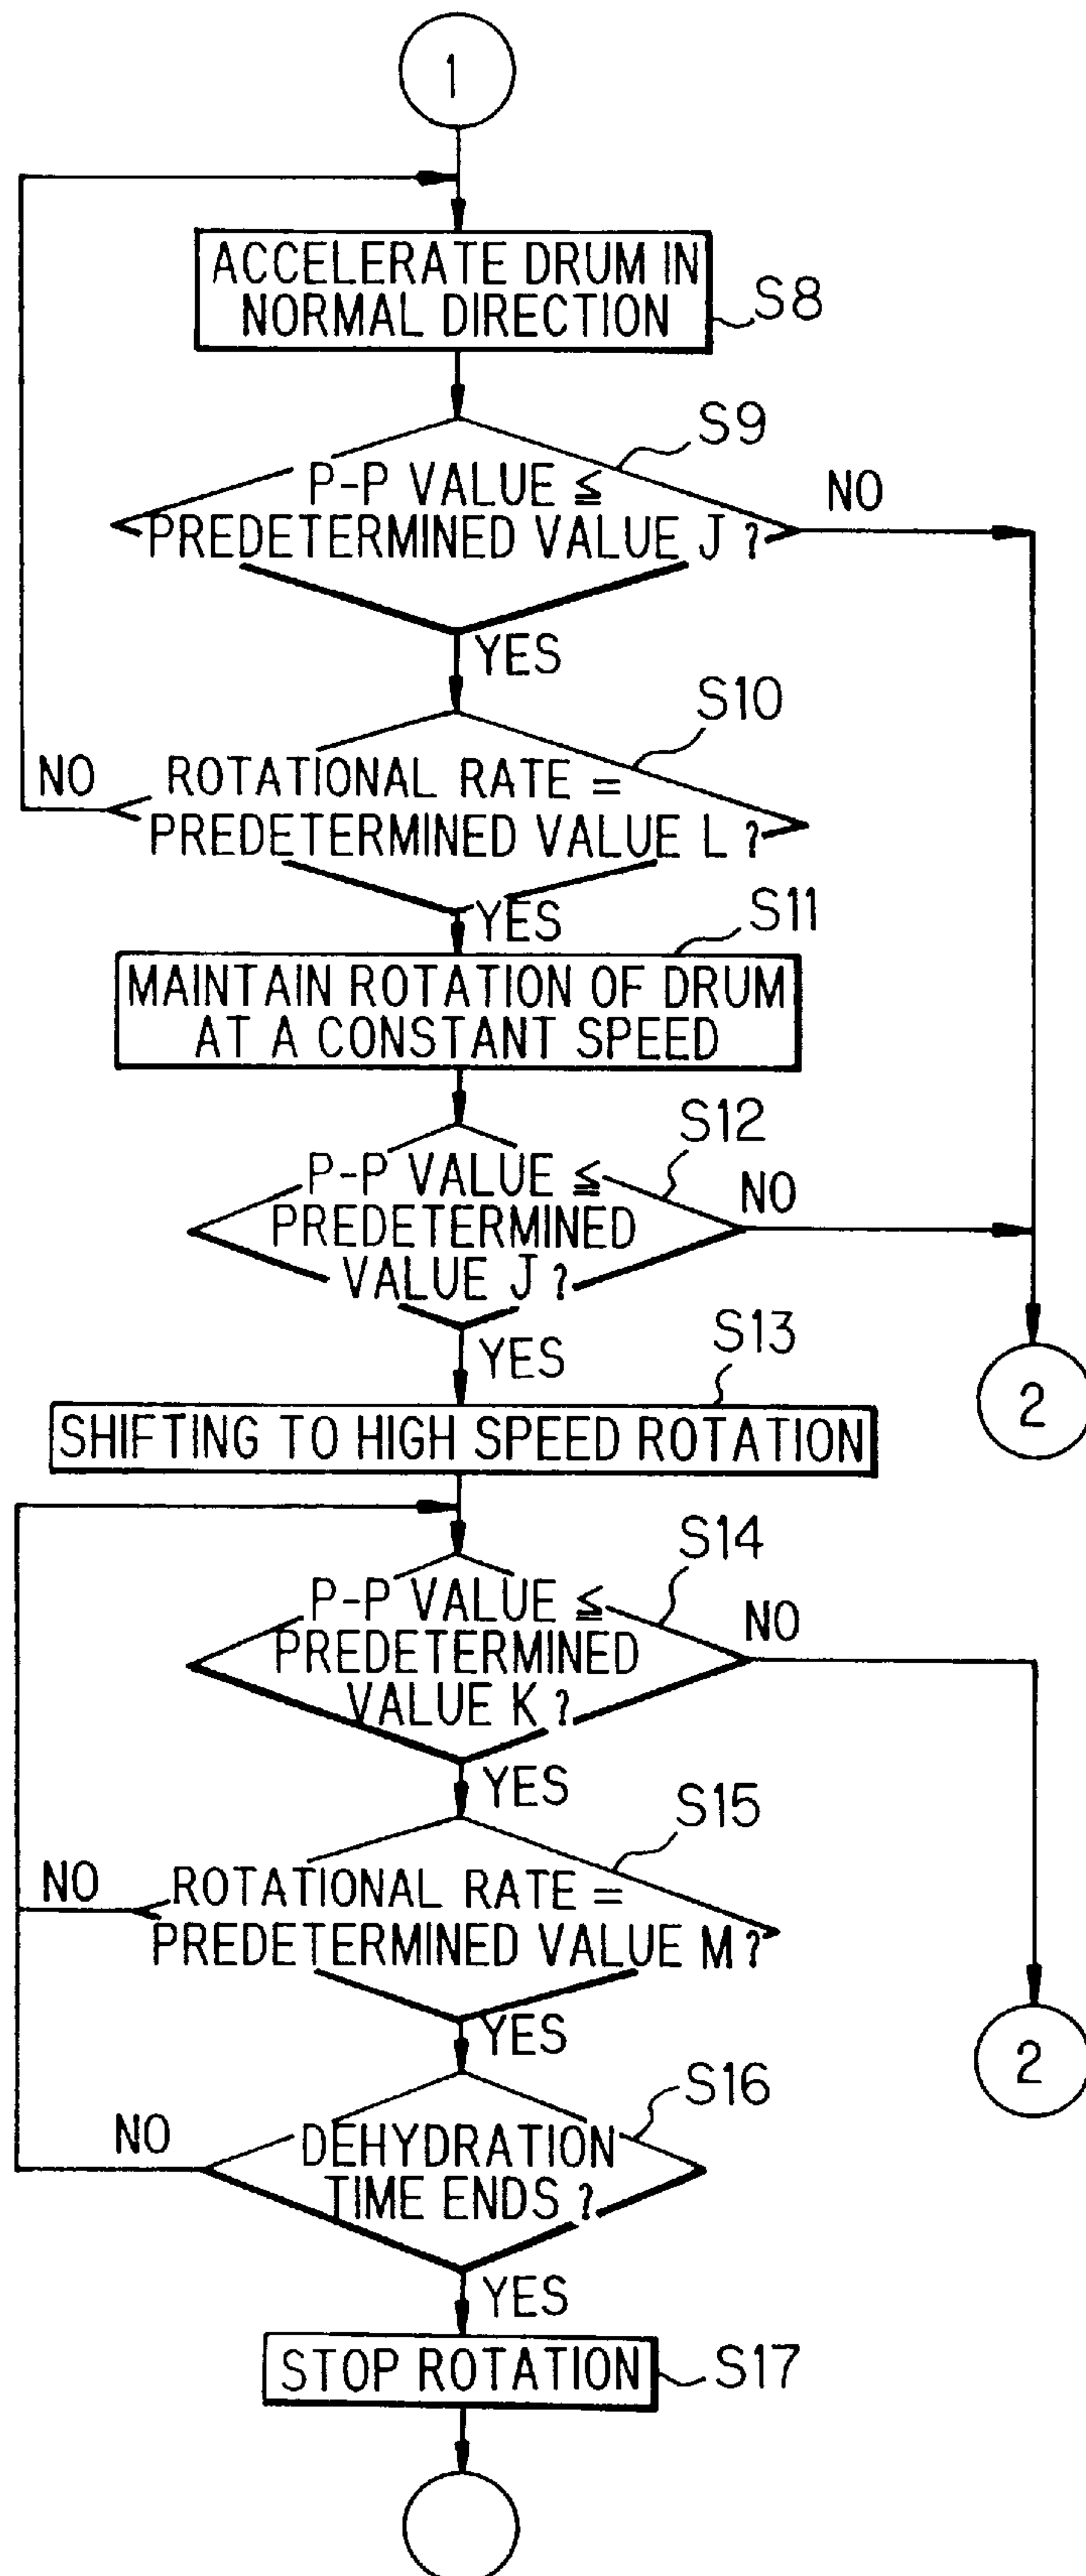 1
ACCELERATE DRUM IN
NORMAL DIRECTION
S8
S9
P-P VALUE ≦
PREDETERMINED VALUE J ?
NO
YES
S10
NO
ROTATIONAL RATE =
PREDETERMINED VALUE L ?
YES
S11
MAINTAIN ROTATION OF DRUM
AT A CONSTANT SPEED
S12
P-P VALUE ≦
PREDETERMINED
VALUE J ?
NO
YES
2
S13
SHIFTING TO HIGH SPEED ROTATION
S14
P-P VALUE ≦
PREDETERMINED
VALUE K ?
NO
YES
S15
NO
ROTATIONAL RATE =
PREDETERMINED VALUE M ?
YES
2
S16
NO
DEHYDRATION
TIME ENDS ?
YES
STOP ROTATION
S17